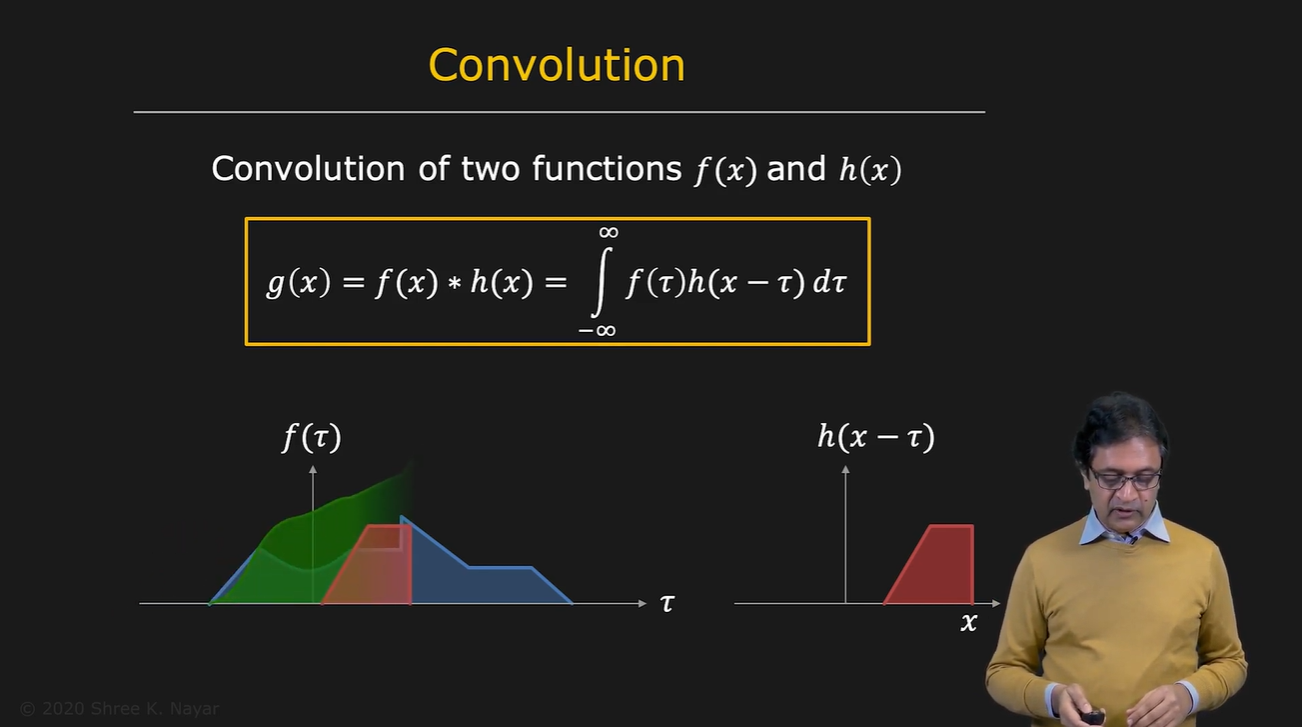 Convolution
Convolution of two functions f(x) and h(x)
g(x) = f(x) ∗ h(x) = ∫_{−∞}^{∞} f(τ)h(x − τ) dτ
f(τ)
h(x − τ)
τ
x
© 2020 Shree K. Nayar